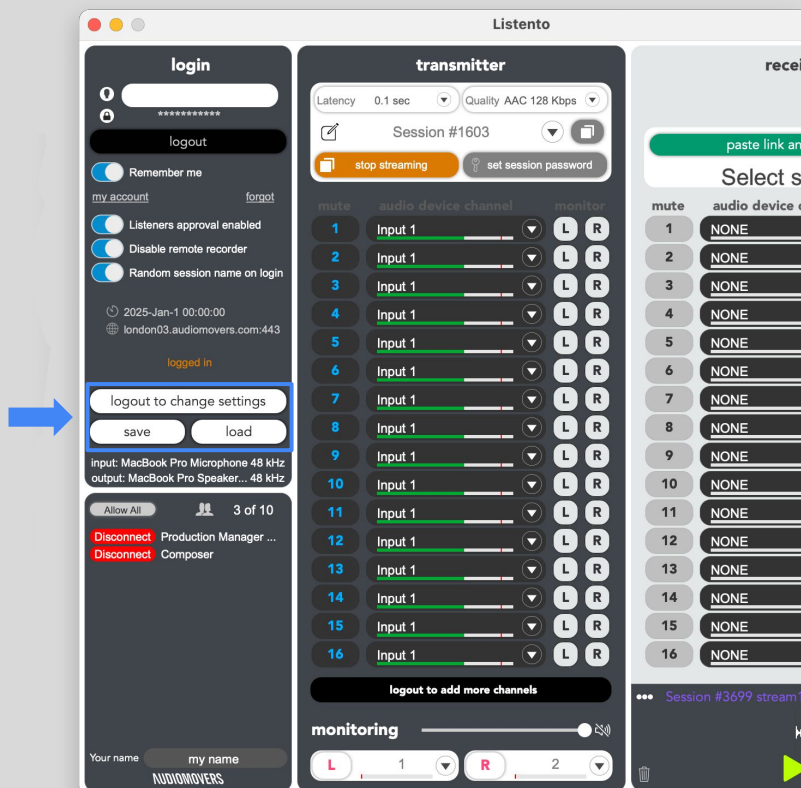 Listento
login
***********
logout
Remember me
my account
forgot
Listeners approval enabled
Disable remote recorder
Random session name on login
2025-Jan-1 00:00:00
london03.audiomovers.com:443
logged in
logout to change settings
save
load
input: MacBook Pro Microphone 48 kHz
output: MacBook Pro Speaker... 48 kHz
Allow All
3 of 10
Disconnect Production Manager ...
Disconnect Composer
Your name
my name
AUDIOMOVERS
transmitter
Latency 0.1 sec
Quality AAC 128 Kbps
Session #1603
stop streaming
set session password
mute audio device channel monitor
1 Input 1 L R
2 Input 1 L R
3 Input 1 L R
4 Input 1 L R
5 Input 1 L R
6 Input 1 L R
7 Input 1 L R
8 Input 1 L R
9 Input 1 L R
10 Input 1 L R
11 Input 1 L R
12 Input 1 L R
13 Input 1 L R
14 Input 1 L R
15 Input 1 L R
16 Input 1 L R
logout to add more channels
monitoring
L 1 R 2
recei
paste link an
Select s
mute audio device c
1 NONE
2 NONE
3 NONE
4 NONE
5 NONE
6 NONE
7 NONE
8 NONE
9 NONE
10 NONE
11 NONE
12 NONE
13 NONE
14 NONE
15 NONE
16 NONE
Session #3699 stream